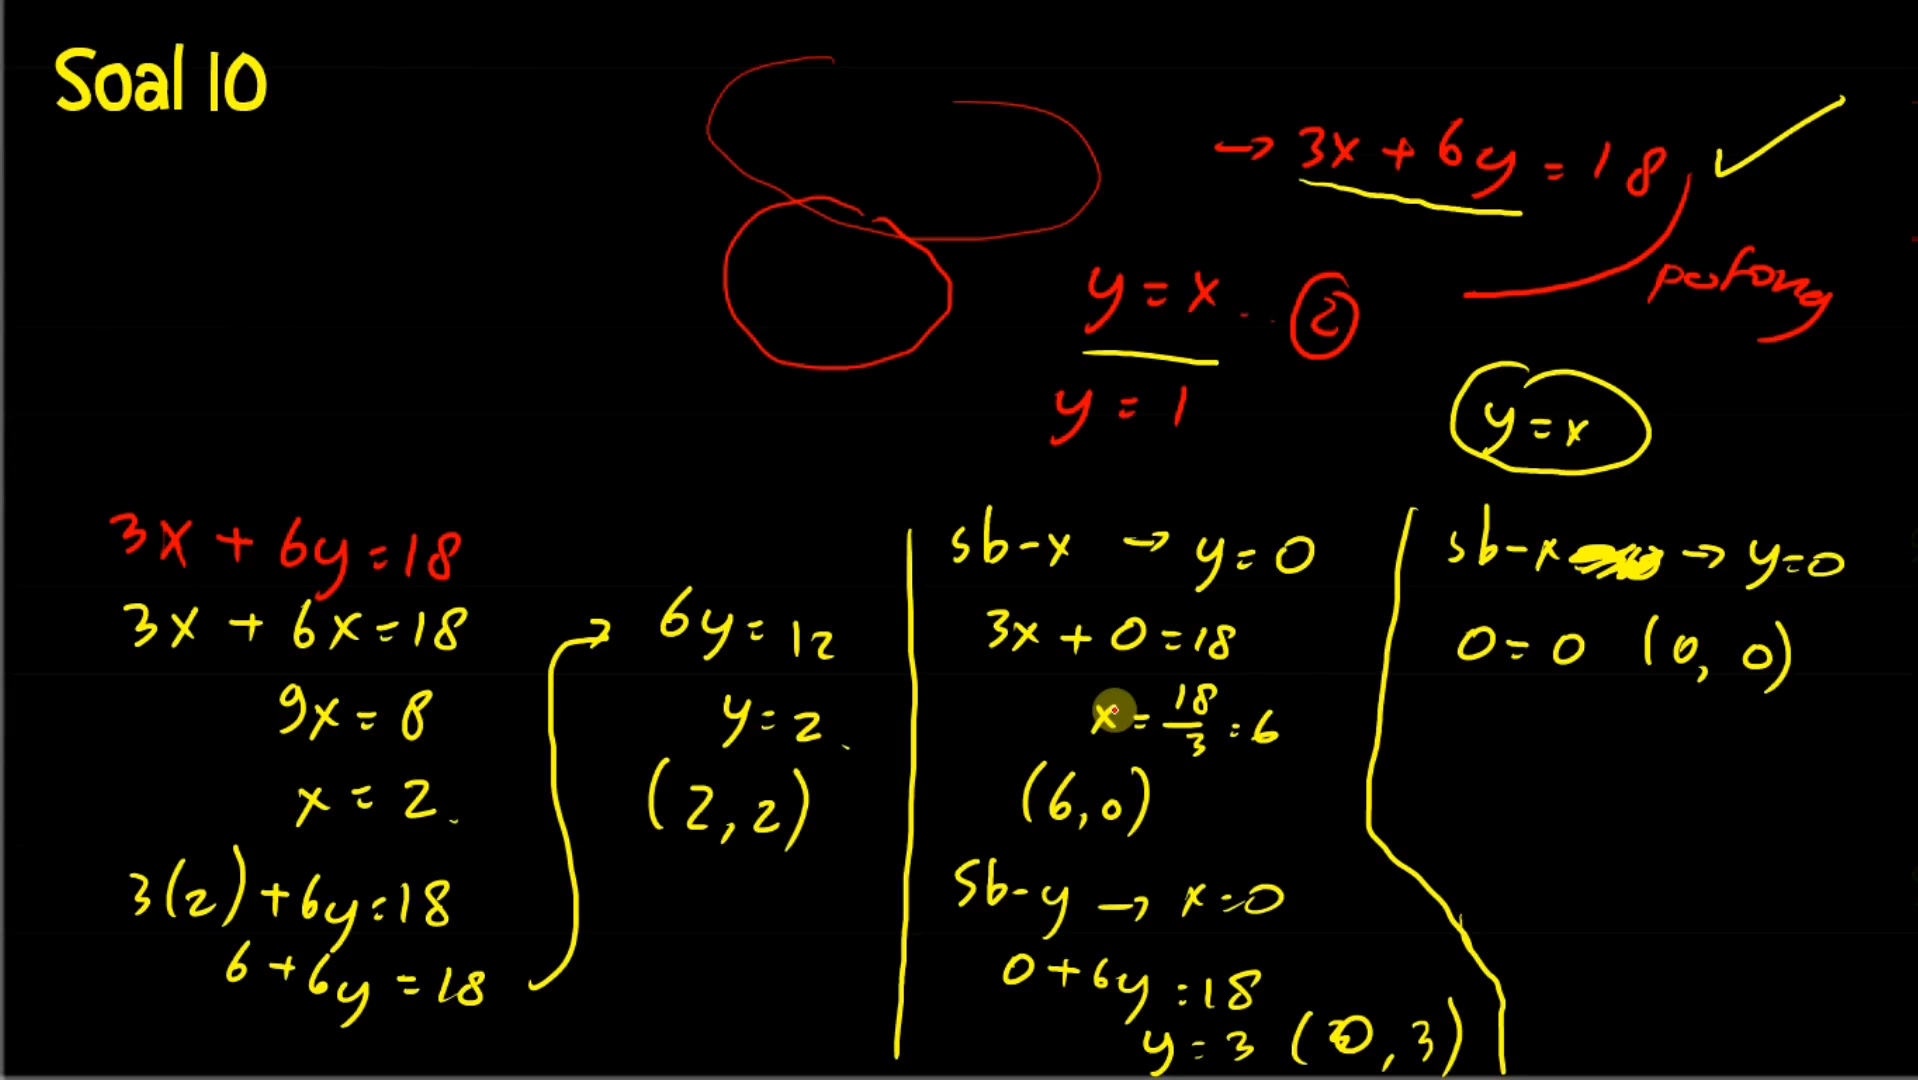 Soal 10
→ 3x + 6y = 18
y = x .. ②
potong
y = 1
y = x
3x + 6y = 18
3x + 6x = 18
9x = 8
x = 2.
3(2) + 6y = 18
6 + 6y = 18
→ 6y = 12
y = 2.
(2, 2)
sb-x → y = 0
3x + 0 = 18
x = 18/3 = 6
(6, 0)
Sb-y → x = 0
0 + 6y = 18
y = 3 (0, 3)
sb-x → y = 0
0 = 0 (0, 0)